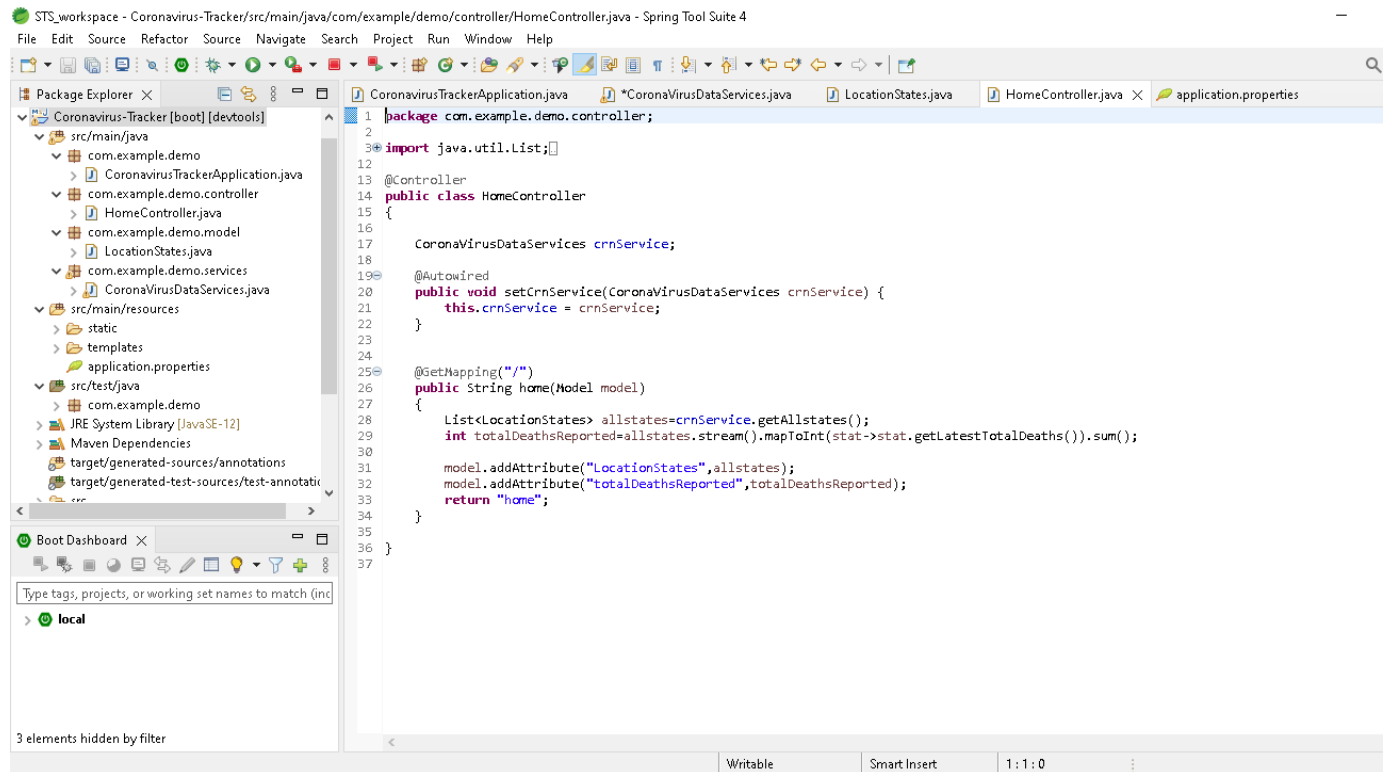 STS_workspace - Coronavirus-Tracker/src/main/java/com/example/demo/controller/HomeController.java - Spring Tool Suite 4
File Edit Source Refactor Source Navigate Search Project Run Window Help
Package Explorer
Coronavirus-Tracker [boot] [devtools]
src/main/java
com.example.demo
CoronavirusTrackerApplication.java
com.example.demo.controller
HomeController.java
com.example.demo.model
LocationStates.java
com.example.demo.services
CoronaVirusDataServices.java
src/main/resources
static
templates
application.properties
src/test/java
com.example.demo
JRE System Library [JavaSE-12]
Maven Dependencies
target/generated-sources/annotations
target/generated-test-sources/test-annotatic
src
Boot Dashboard
Type tags, projects, or working set names to match (inc
local
3 elements hidden by filter
CoronavirusTrackerApplication.java *CoronaVirusDataServices.java LocationStates.java HomeController.java application.properties
1 package com.example.demo.controller;
2
3 import java.util.List;
12
13 @Controller
14 public class HomeController
15 {
16
17 CoronaVirusDataServices crnService;
18
19 @Autowired
20 public void setCrnService(CoronaVirusDataServices crnService) {
21 this.crnService = crnService;
22 }
23
24
25 @GetMapping("/")
26 public String home(Model model)
27 {
28 List<LocationStates> allstates=crnService.getAllstates();
29 int totalDeathsReported=allstates.stream().mapToInt(stat->stat.getLatestTotalDeaths()).sum();
30
31 model.addAttribute("LocationStates",allstates);
32 model.addAttribute("totalDeathsReported",totalDeathsReported);
33 return "home";
34 }
35
36 }
37
Writable Smart Insert 1 : 1 : 0